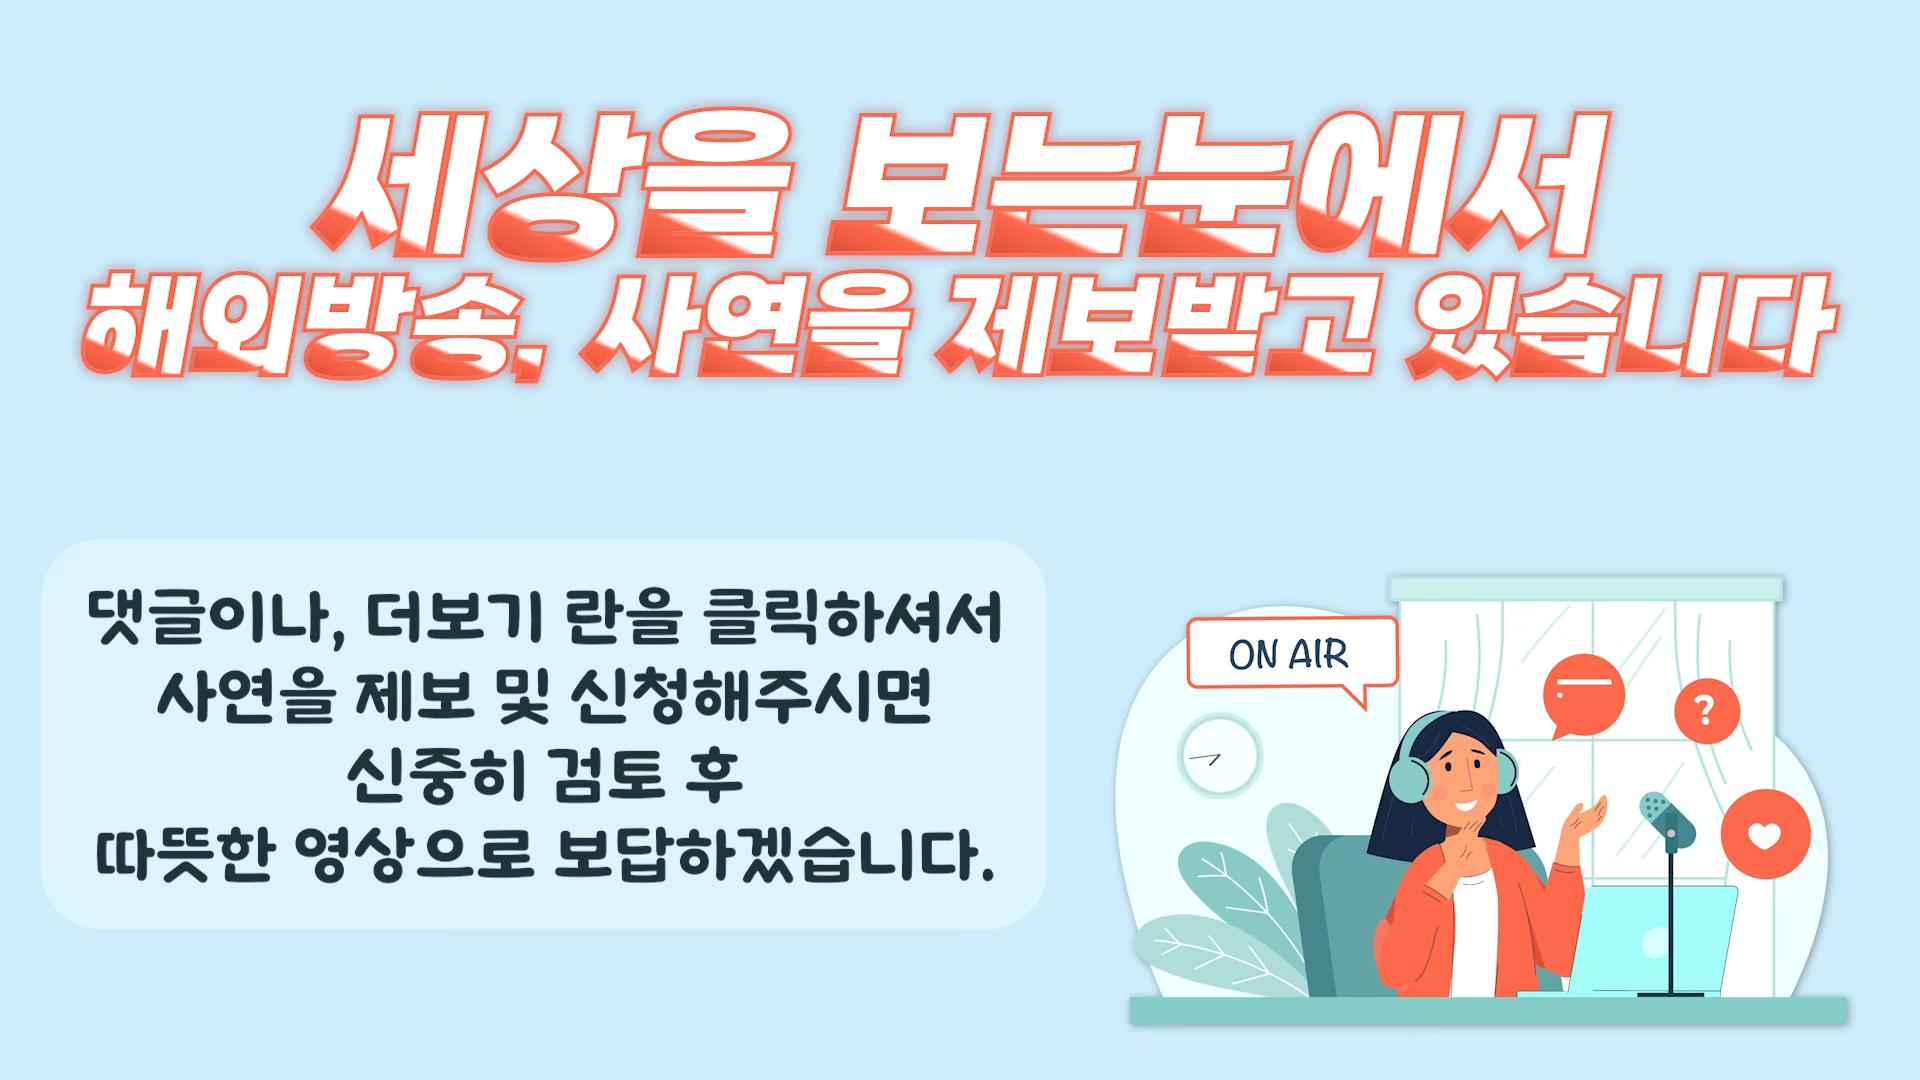 세상을 보는눈에서
해외방송, 사연을 제보받고 있습니다
댓글이나, 더보기 란을 클릭하셔서
사연을 제보 및 신청해주시면
신중히 검토 후
따뜻한 영상으로 보답하겠습니다.
ON AIR
?